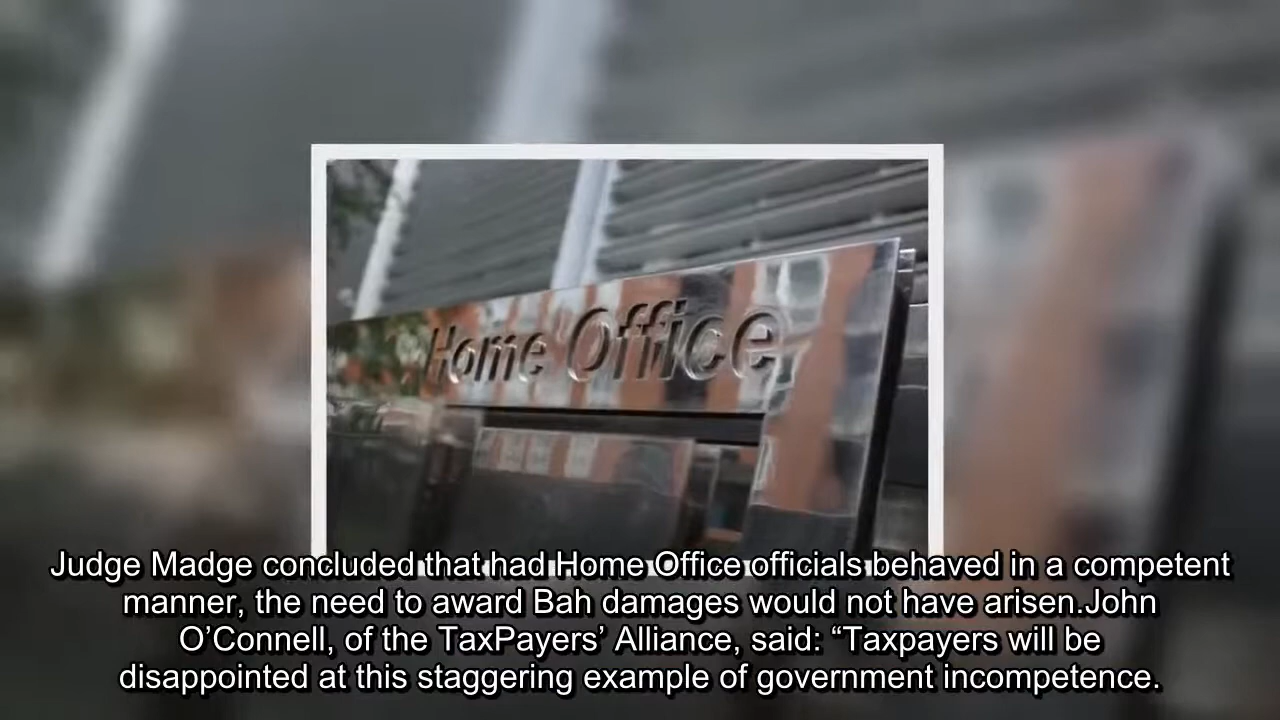 Home Office
Judge Madge concluded that had Home Office officials behaved in a competent
manner, the need to award Bah damages would not have arisen.John
O’Connell, of the TaxPayers’ Alliance, said: “Taxpayers will be
disappointed at this staggering example of government incompetence.